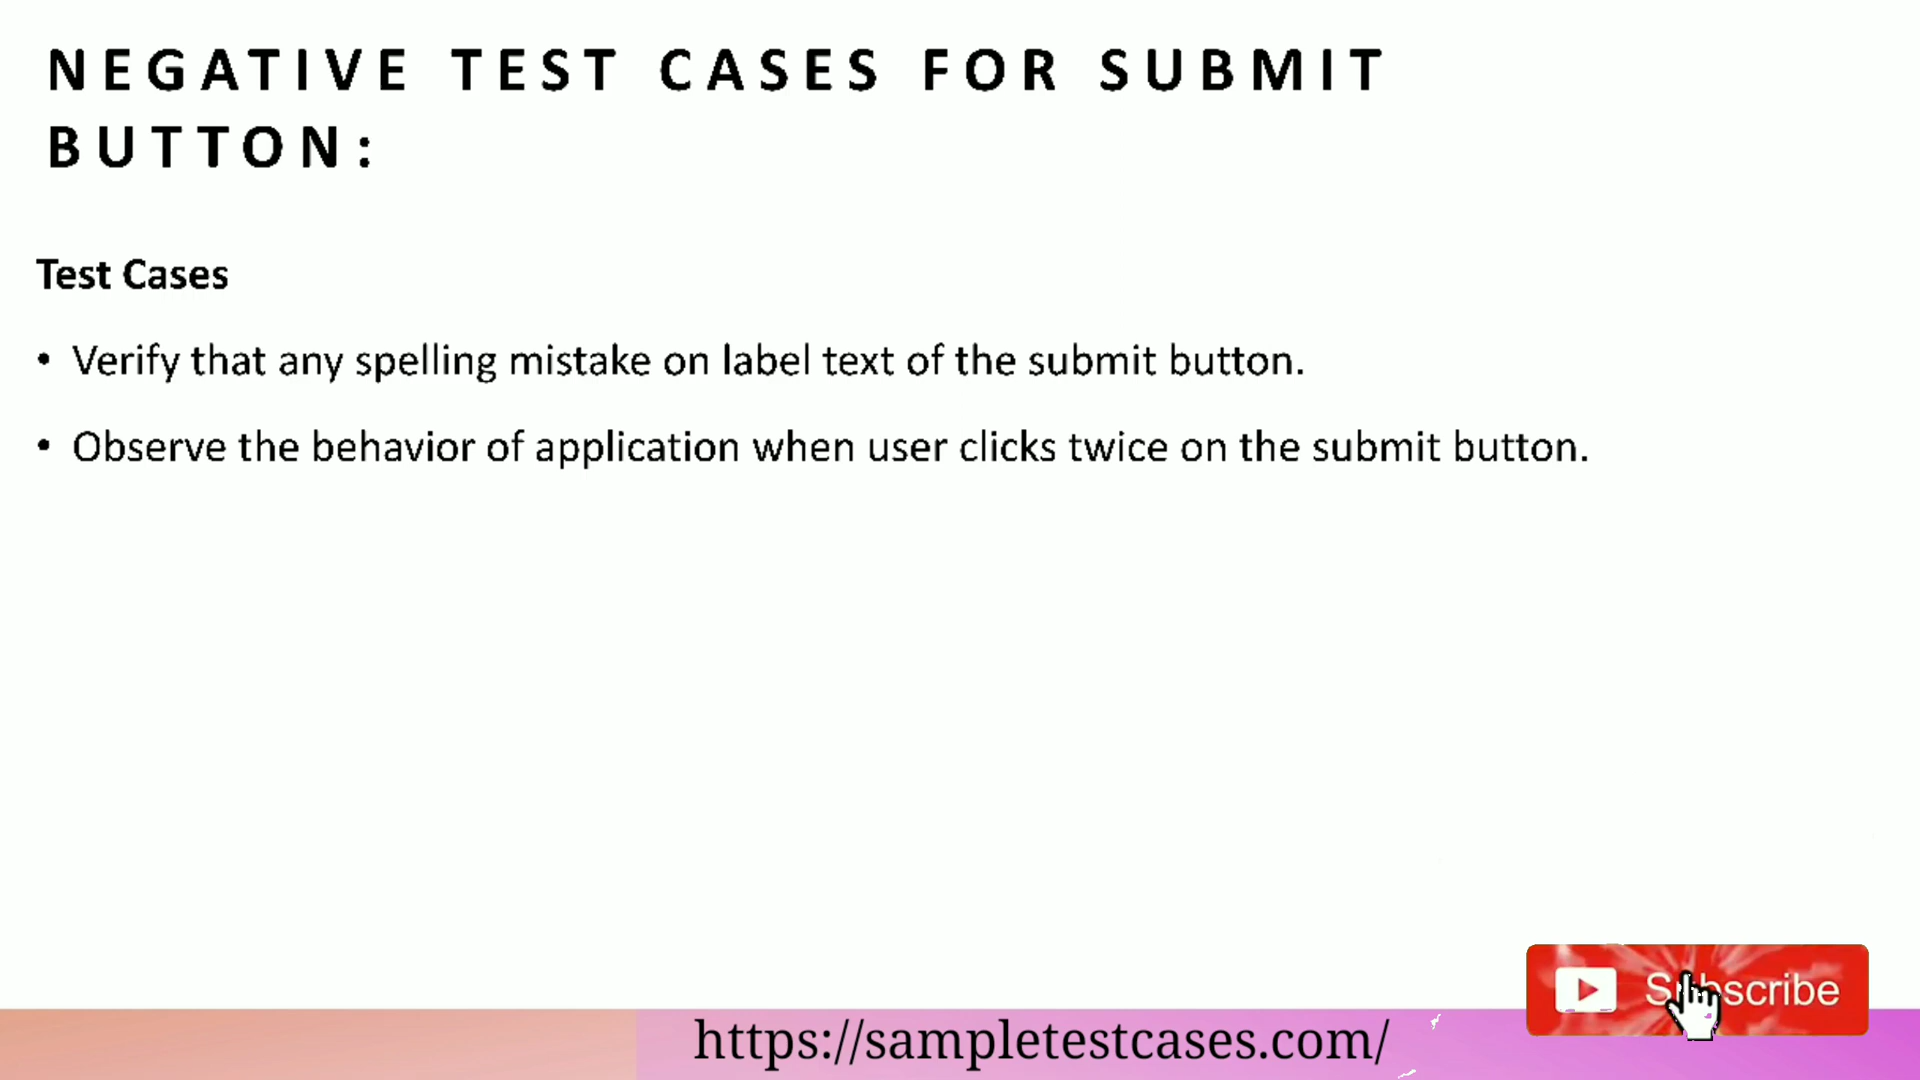 NEGATIVE TEST CASES FOR SUBMIT
BUTTON:
Test Cases
• Verify that any spelling mistake on label text of the submit button.
• Observe the behavior of application when user clicks twice on the submit button.
Subscribe
https://sampletestcases.com/